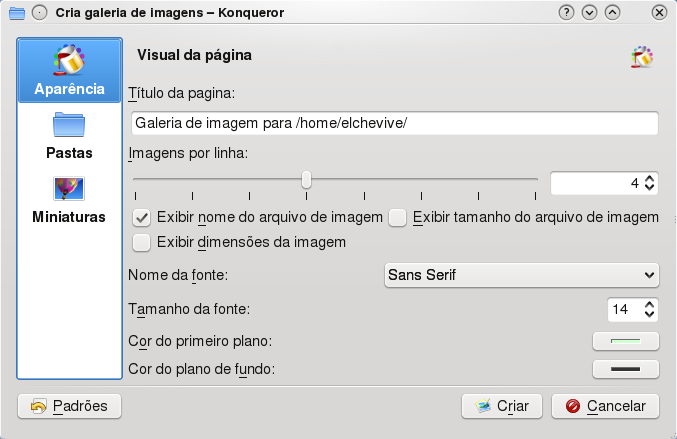 Cria galeria de imagens – Konqueror
Aparência
Pastas
Miniaturas
Visual da página
Título da pagina:
Galeria de imagem para /home/elchevive/
Imagens por linha:
4
Exibir nome do arquivo de imagem
Exibir tamanho do arquivo de imagem
Exibir dimensões da imagem
Nome da fonte:
Sans Serif
Tamanho da fonte:
14
Cor do primeiro plano:
Cor do plano de fundo:
Padrões
Criar
Cancelar